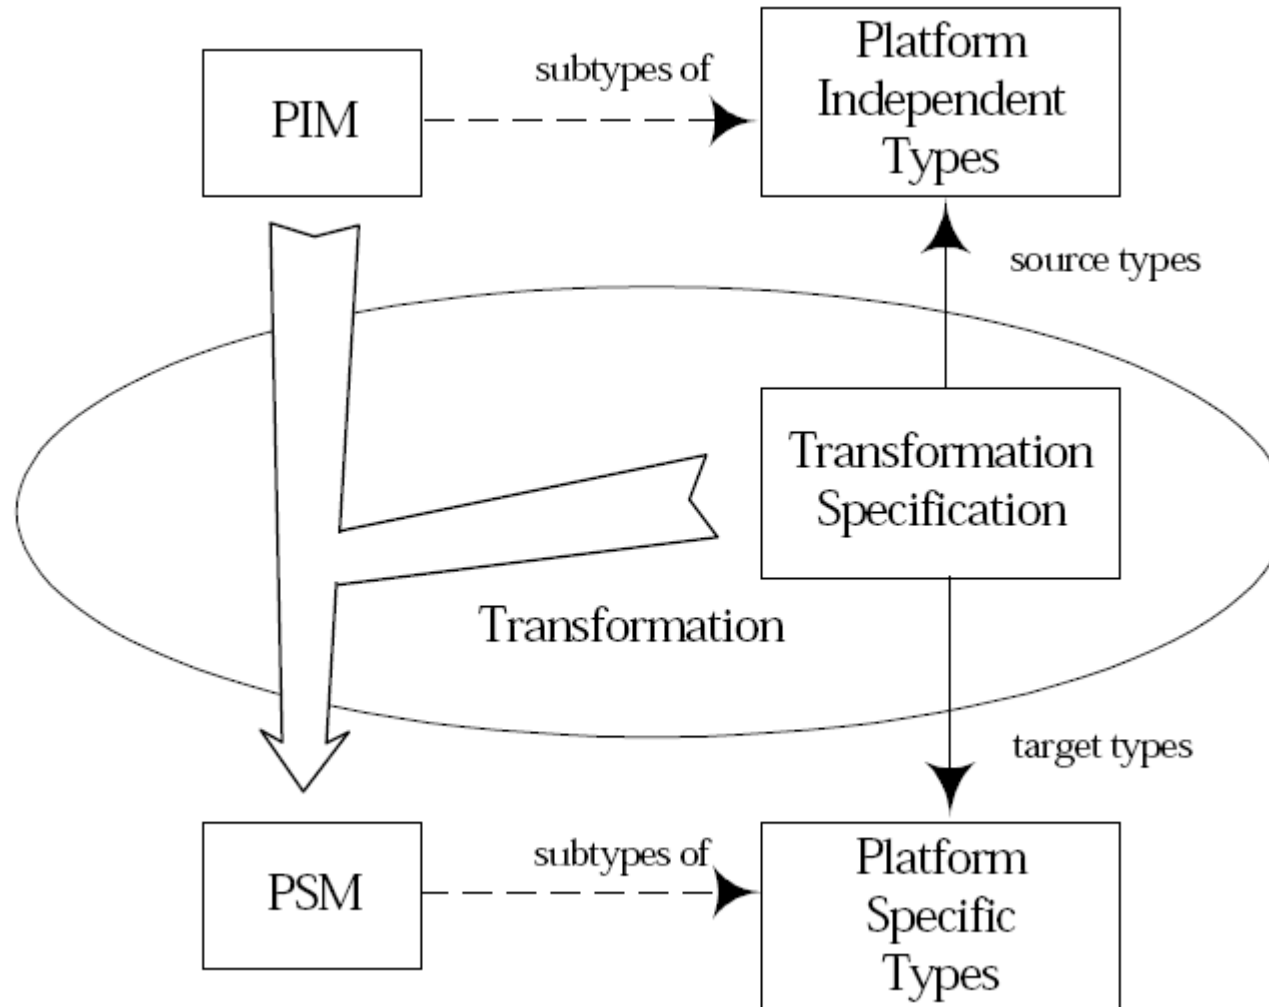 PIM
subtypes of
Platform
Independent
Types
source types
Transformation
Specification
Transformation
target types
PSM
subtypes of
Platform
Specific
Types